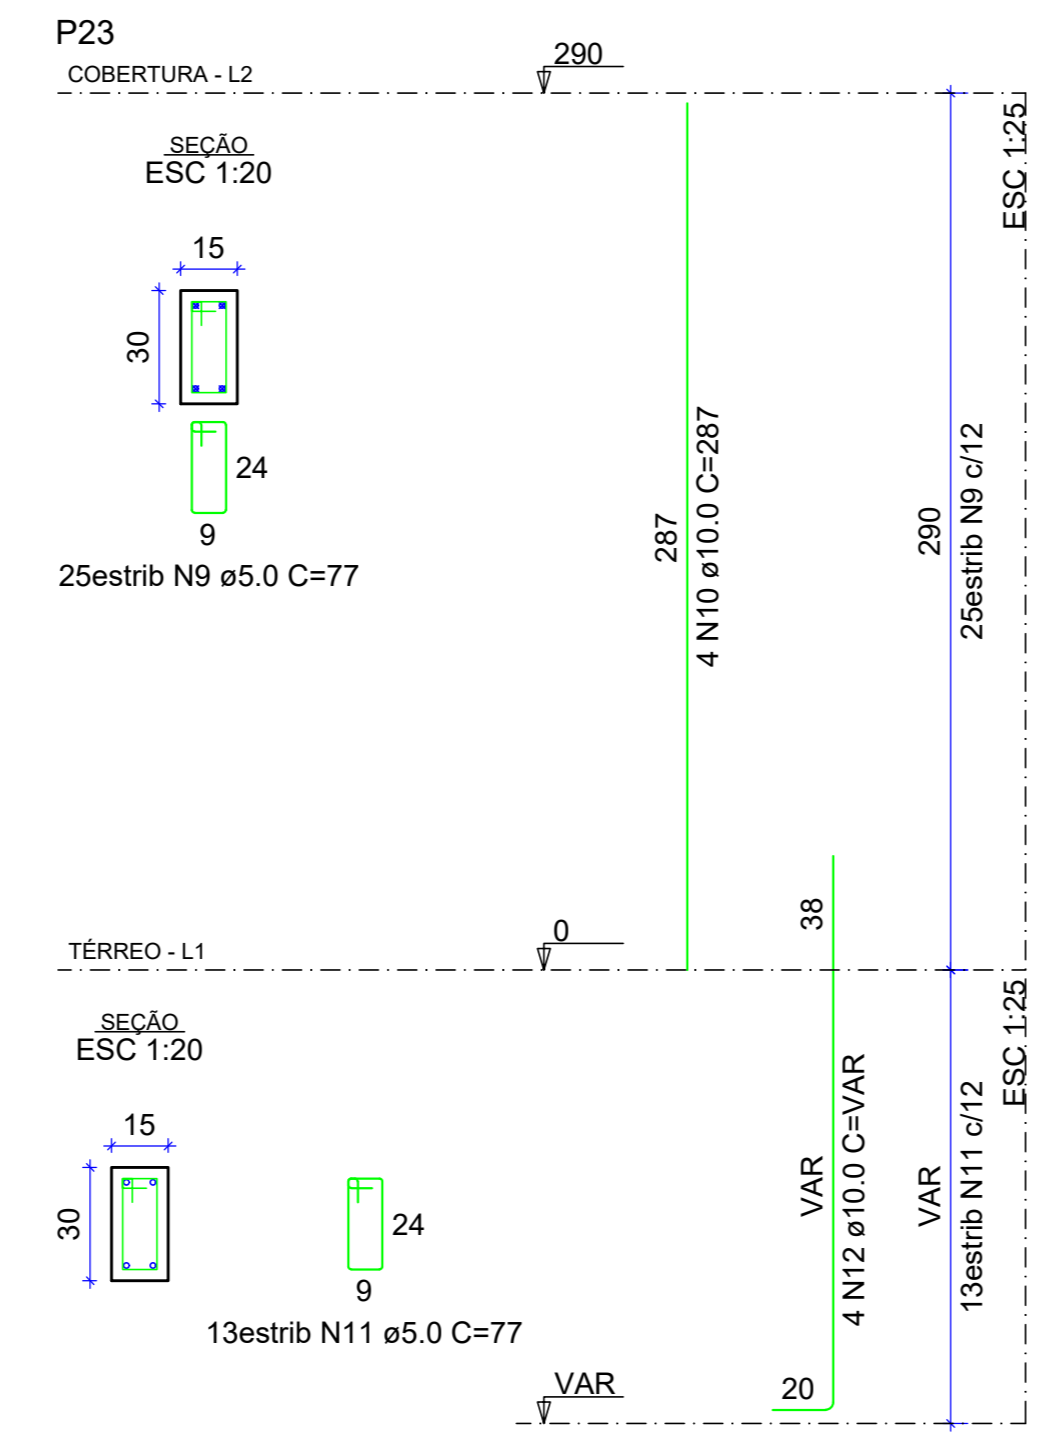 P23
COBERTURA - L2
290
ESC 1:25
SEÇÃO
ESC 1:20
15
30
24
9
25estrib N9 ø5.0 C=77
287
4 N10 ø10.0 C=287
290
25estrib N9 c/12
38
TÉRREO - L1
0
ESC 1:25
SEÇÃO
ESC 1:20
15
30
24
9
13estrib N11 ø5.0 C=77
VAR
4 N12 ø10.0 C=VAR
VAR
13estrib N11 c/12
20
VAR